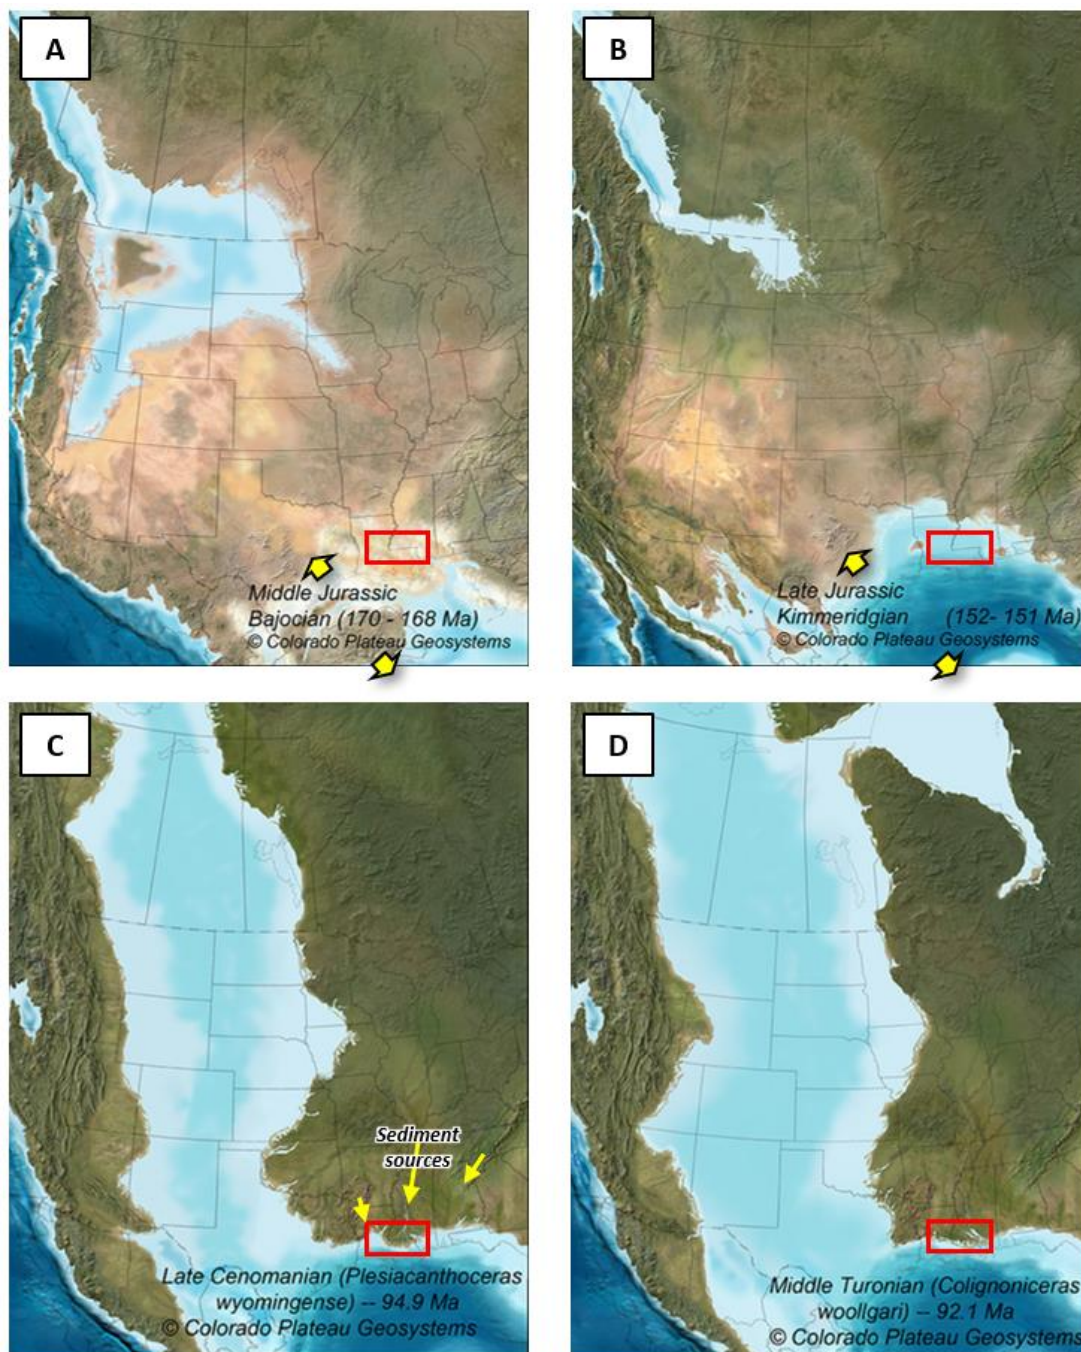 A
Middle Jurassic
Bajocian (170 - 168 Ma)
© Colorado Plateau Geosystems
B
Late Jurassic
Kimmeridgian (152- 151 Ma)
© Colorado Plateau Geosystems
C
Sediment
sources
Late Cenomanian (Plesiacanthoceras
wyomingense) -- 94.9 Ma
© Colorado Plateau Geosystems
D
Middle Turonian (Colignoniceras
woollgari) -- 92.1 Ma
© Colorado Plateau Geosystems